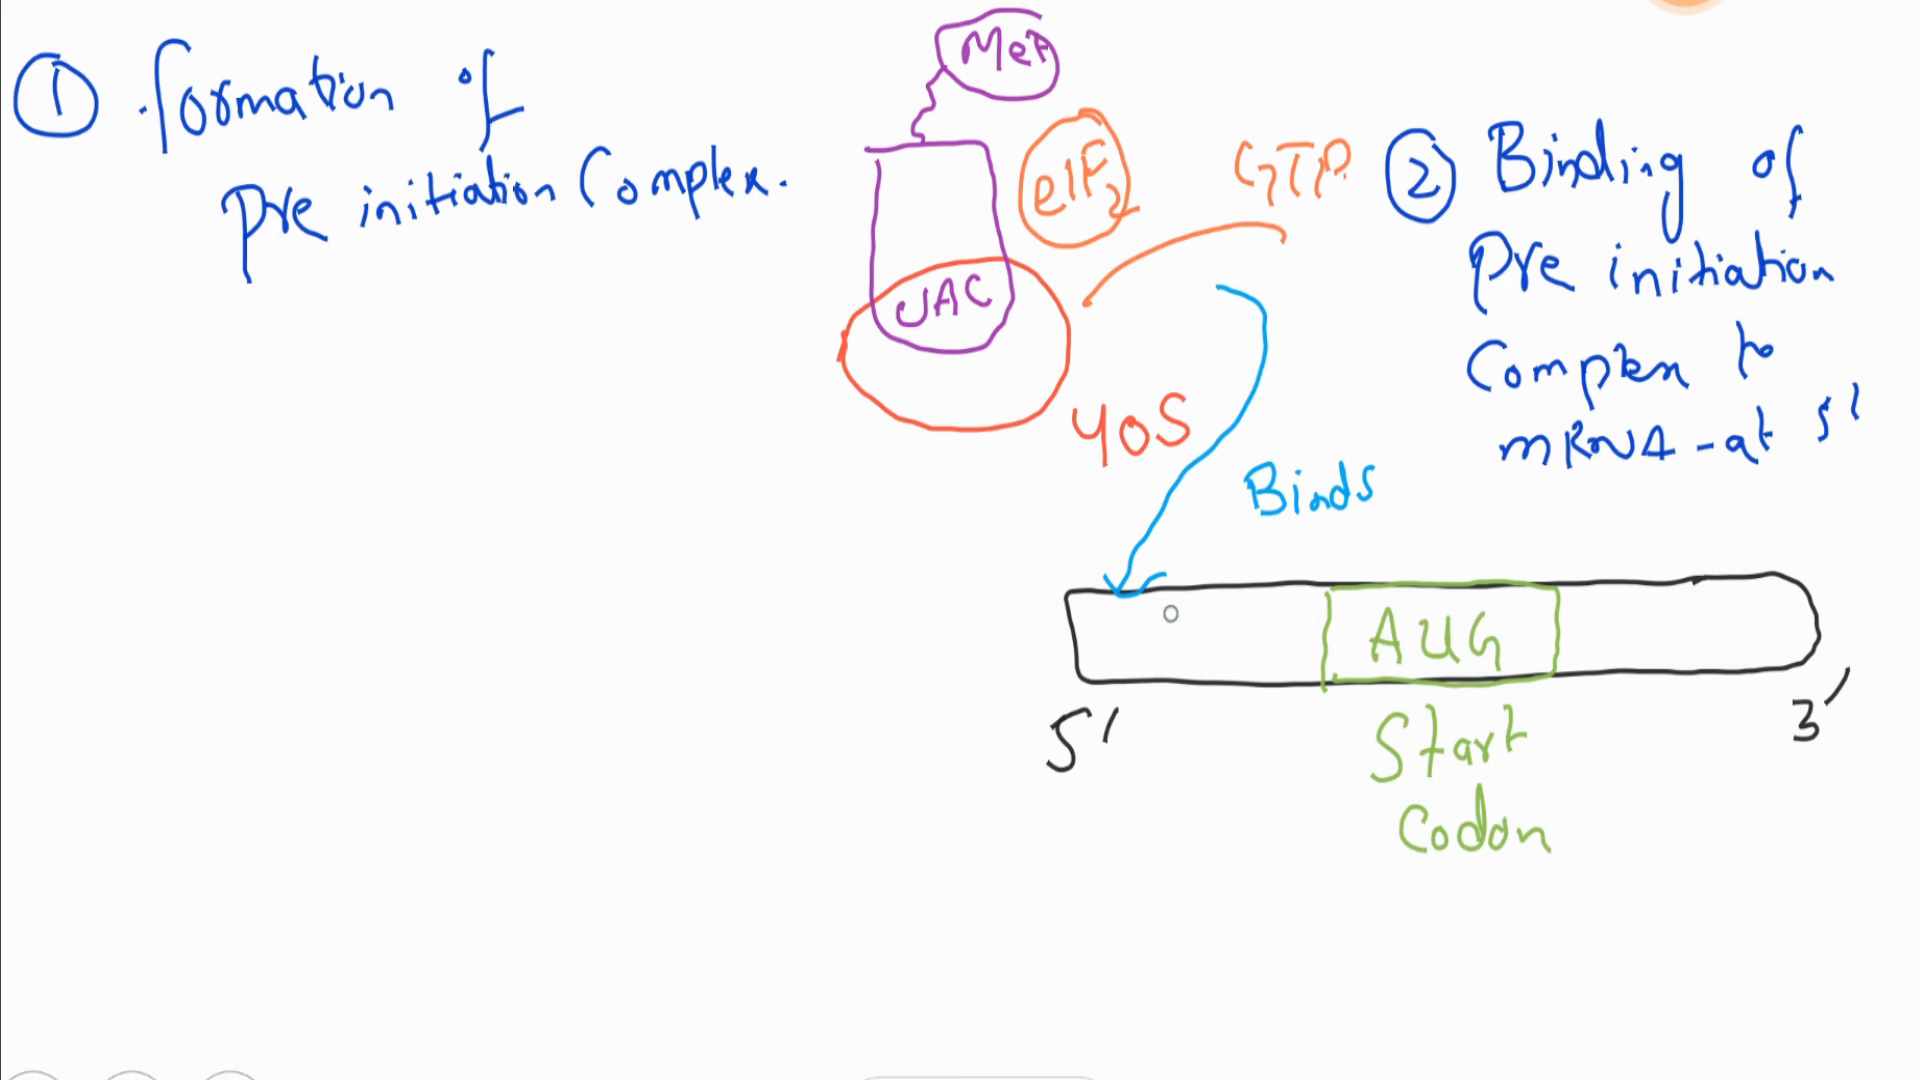 ① formation of
Pre initiation Complex.
Met
eIF2
GTP
UAC
40S
② Binding of
Pre initiation
Complex to
mRNA - at 5'
Binds
AUG
5'
3'
Start
Codon